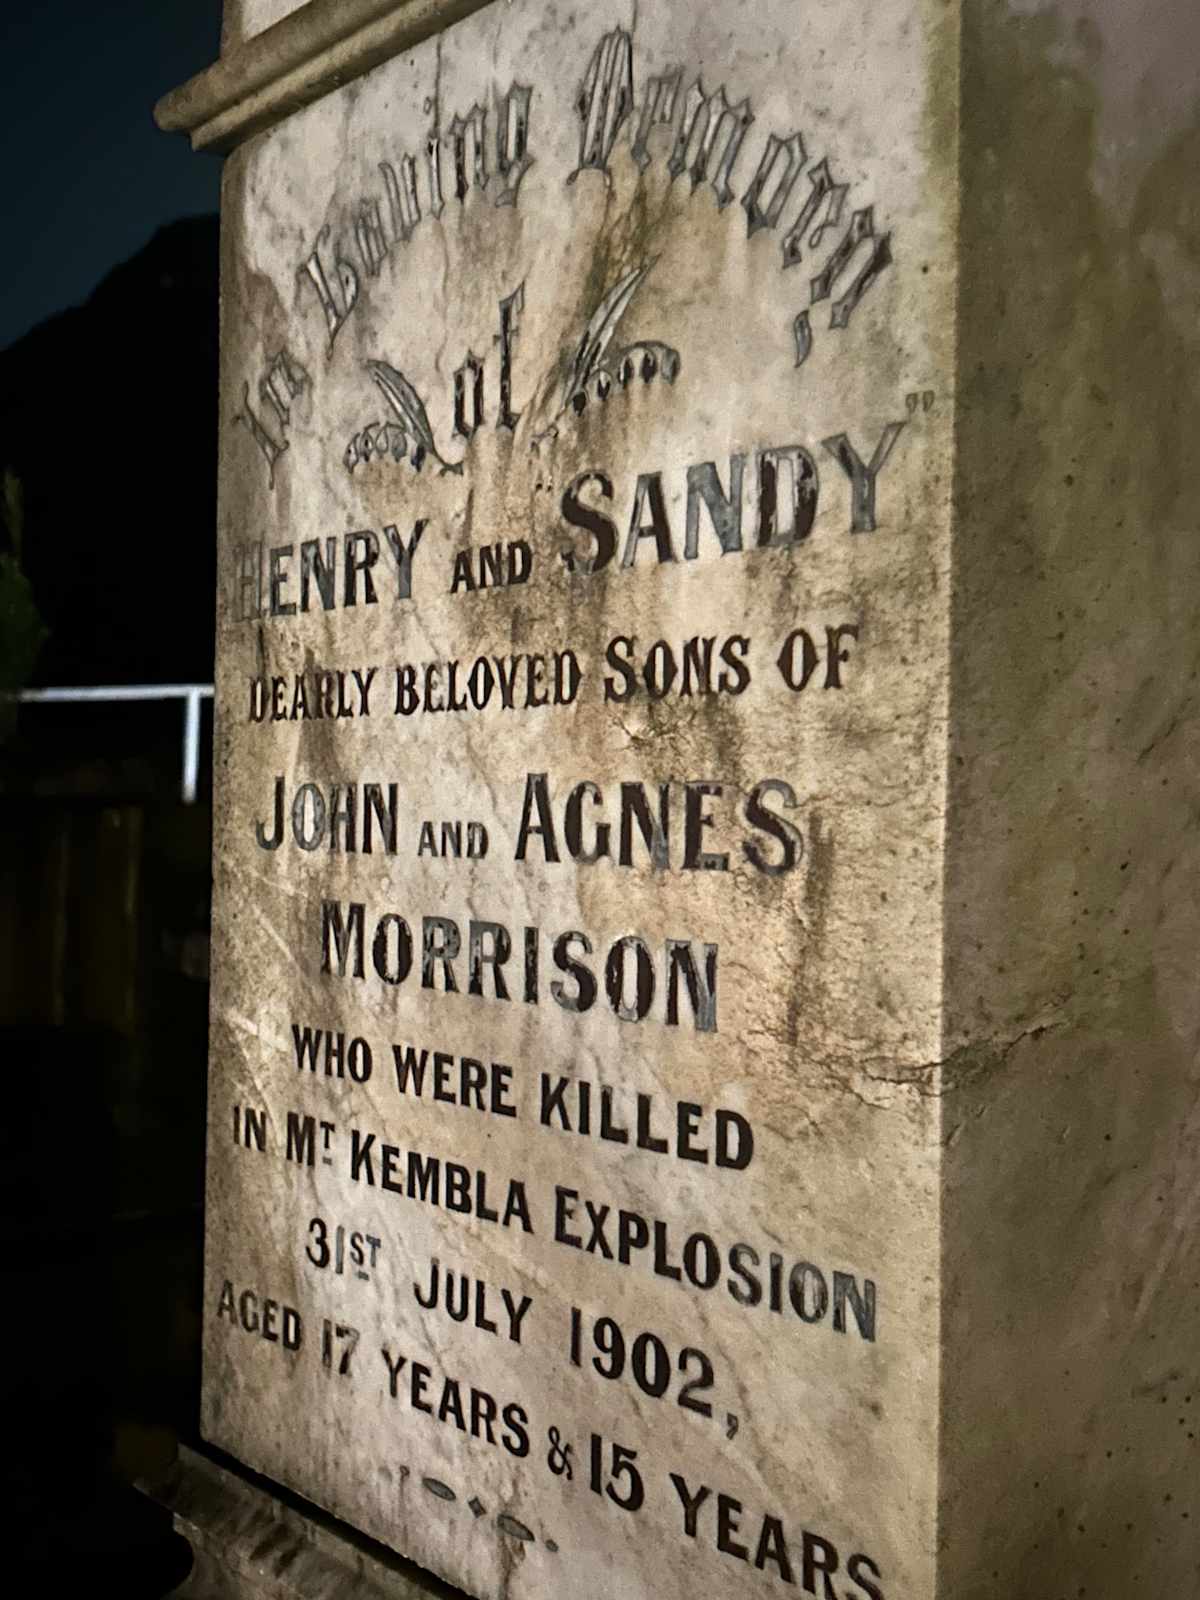 In Loving Memory
of
HENRY AND "SANDY"
DEARLY BELOVED SONS OF
JOHN AND AGNES
MORRISON
WHO WERE KILLED
IN MT KEMBLA EXPLOSION
31ST JULY 1902,
AGED 17 YEARS & 15 YEARS